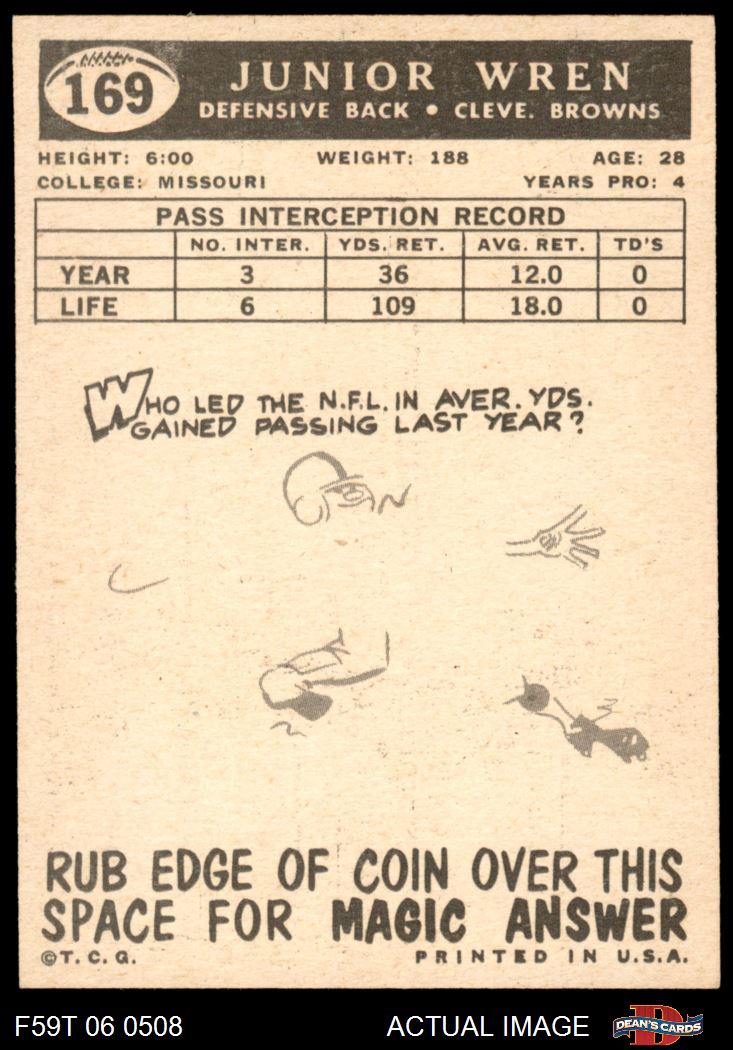 169
JUNIOR WREN
DEFENSIVE BACK • CLEVE. BROWNS
HEIGHT: 6:00 WEIGHT: 188 AGE: 28
COLLEGE: MISSOURI YEARS PRO: 4
PASS INTERCEPTION RECORD
NO. INTER. YDS. RET. AVG. RET. TD'S
YEAR 3 36 12.0 0
LIFE 6 109 18.0 0
WHO LED THE N.F.L. IN AVER. YDS.
GAINED PASSING LAST YEAR?
RUB EDGE OF COIN OVER THIS
SPACE FOR MAGIC ANSWER
©T. C. G. PRINTED IN U.S.A.
F59T 06 0508 ACTUAL IMAGE D DEAN'S CARDS